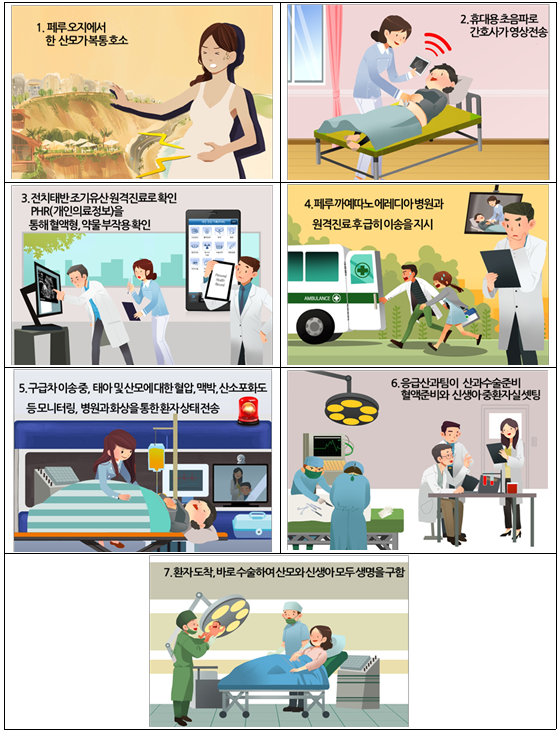 1. 페루 오지에서
한 산모가 복통 호소
2. 휴대용 초음파로
간호사가 영상전송
3. 전치태반 조기유산 원격진료로 확인
PHR(개인의료정보)을
통해 혈액형, 약물 부작용 확인
4. 페루 까예따노 에레디아 병원과
원격진료 후 급히 이송을 지시
AMBULANCE
5. 구급차 이송 중, 태아 및 산모에 대한 혈압, 맥박, 산소포화도
등 모니터링, 병원과 화상을 통한 환자 상태 전송
6. 응급산과팀이 산과수술준비
혈액준비와 신생아 중환자실 셋팅
7. 환자 도착, 바로 수술하여 산모와 신생아 모두 생명을 구함